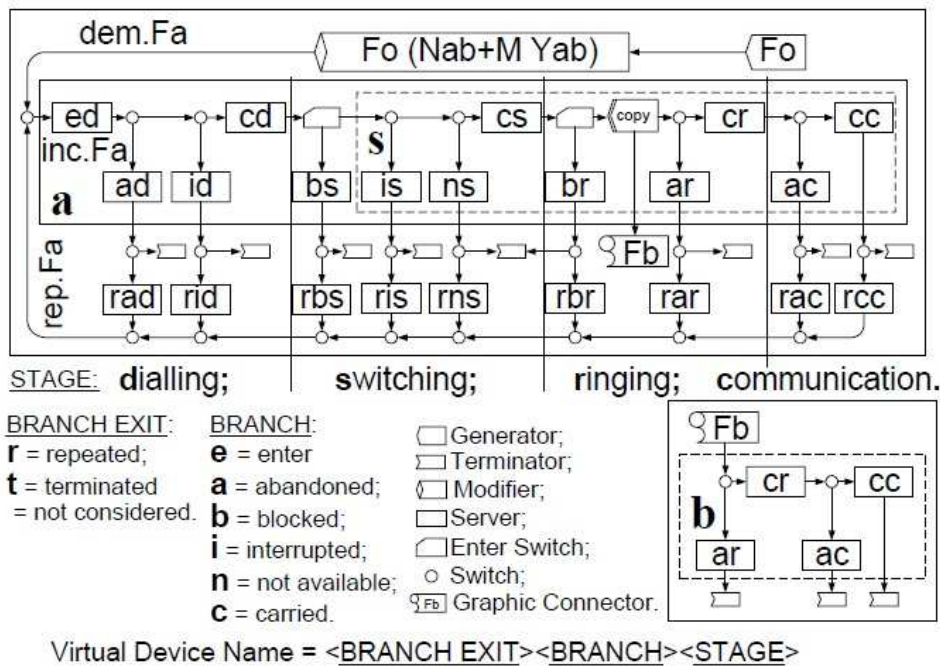 dem.Fa
Fo (Nab+M Yab)
Fo
ed
cd
s
cs
copy
cr
cc
inc.Fa
a
ad
id
bs
is
ns
br
ar
ac
Fb
rep.Fa
rad
rid
rbs
ris
rns
rbr
rar
rac
rcc
STAGE: dialling; switching; ringing; communication.
BRANCH EXIT:
r = repeated;
t = terminated
= not considered.
BRANCH:
e = enter
a = abandoned;
b = blocked;
i = interrupted;
n = not available;
c = carried.
Generator;
Terminator;
Modifier;
Server;
Enter Switch;
Switch;
Fb Graphic Connector.
Fb
cr
cc
b
ar
ac
Virtual Device Name = <BRANCH EXIT><BRANCH><STAGE>